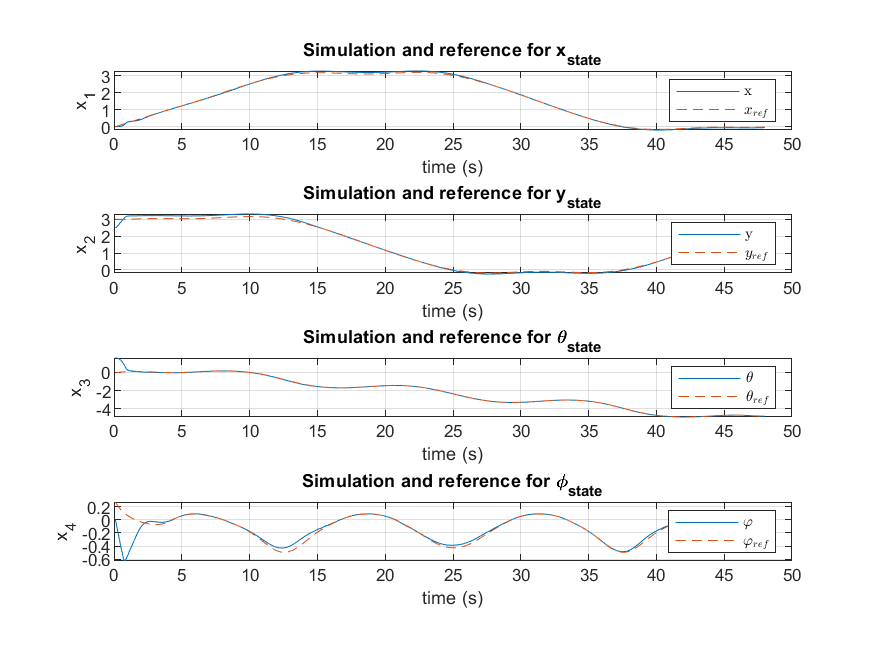 Simulation and reference for x_state
x_1
3
2
1
0
x
x_ref
0 5 10 15 20 25 30 35 40 45 50
time (s)
Simulation and reference for y_state
x_2
3
2
1
0
y
y_ref
0 5 10 15 20 25 30 35 40 45 50
time (s)
Simulation and reference for θ_state
x_3
0
-2
-4
θ
θ_ref
0 5 10 15 20 25 30 35 40 45 50
time (s)
Simulation and reference for ϕ_state
x_4
0.2
0
-0.2
-0.4
-0.6
φ
φ_ref
0 5 10 15 20 25 30 35 40 45 50
time (s)